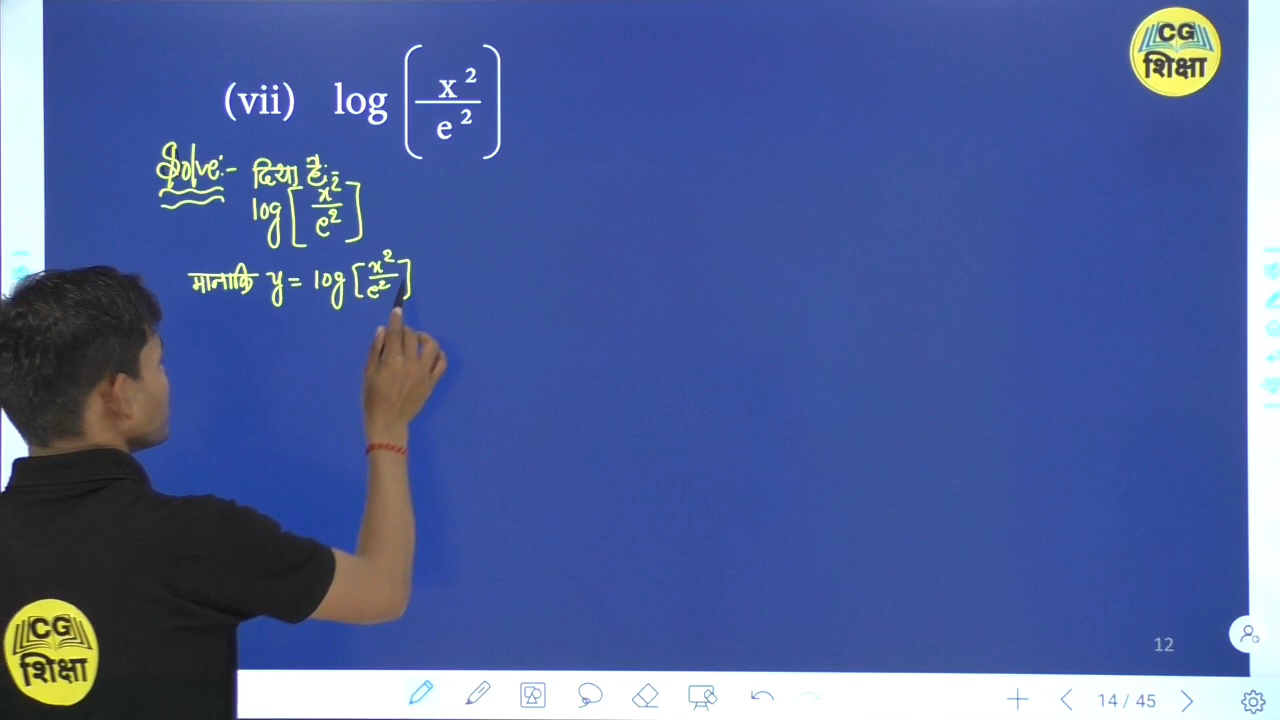 CG
शिक्षा
(vii) log (x²/e²)
Solve:- दिया है:-
log [x²/e²]
मानाकि y = log [x²/e²]
CG
शिक्षा
12
14 / 45